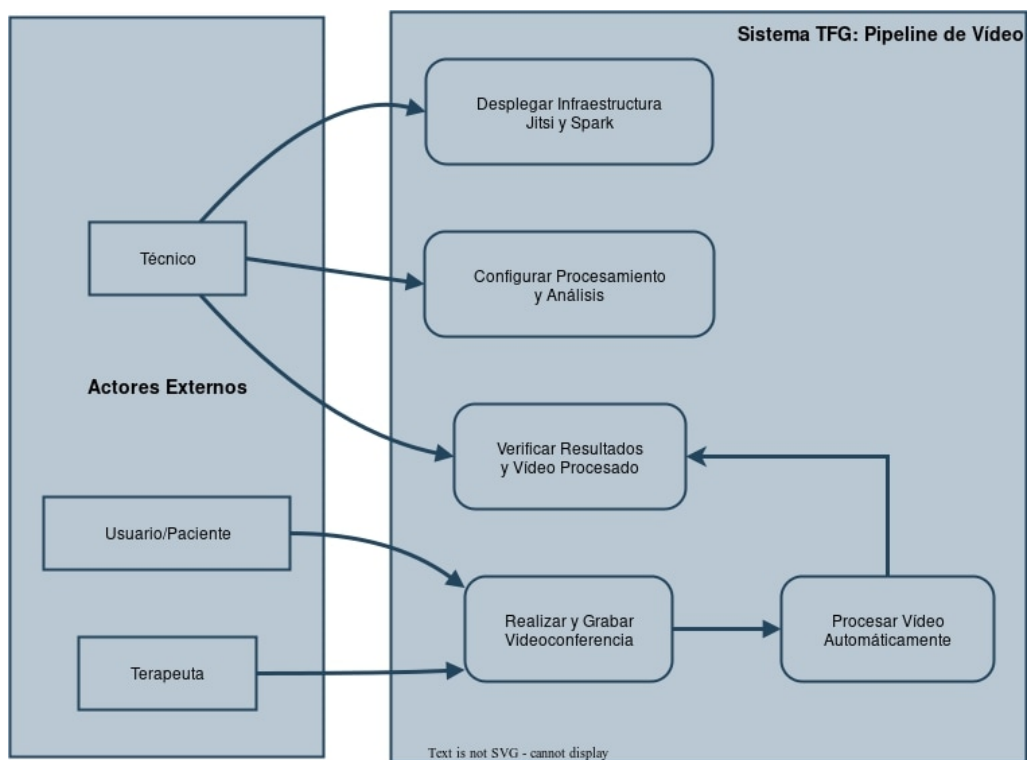 Sistema TFG: Pipeline de Vídeo
Desplegar Infraestructura
Jitsi y Spark
Técnico
Configurar Procesamiento
y Análisis
Actores Externos
Verificar Resultados
y Vídeo Procesado
Usuario/Paciente
Realizar y Grabar
Videoconferencia
Procesar Vídeo
Automáticamente
Terapeuta
Text is not SVG - cannot display